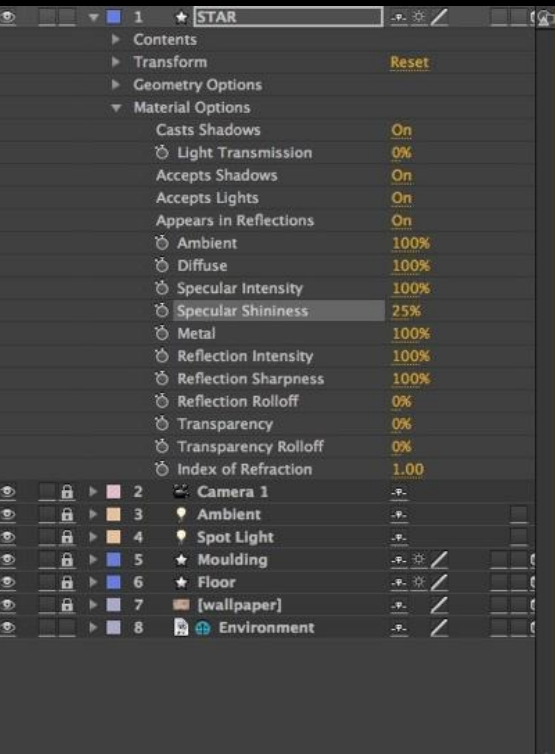 1 STAR
Contents
Transform Reset
Geometry Options
Material Options
Casts Shadows On
Light Transmission 0%
Accepts Shadows On
Accepts Lights On
Appears in Reflections On
Ambient 100%
Diffuse 100%
Specular Intensity 100%
Specular Shininess 25%
Metal 100%
Reflection Intensity 100%
Reflection Sharpness 100%
Reflection Rolloff 0%
Transparency 0%
Transparency Rolloff 0%
Index of Refraction 1.00
2 Camera 1
3 Ambient
4 Spot Light
5 Moulding
6 Floor
7 [wallpaper]
8 Environment